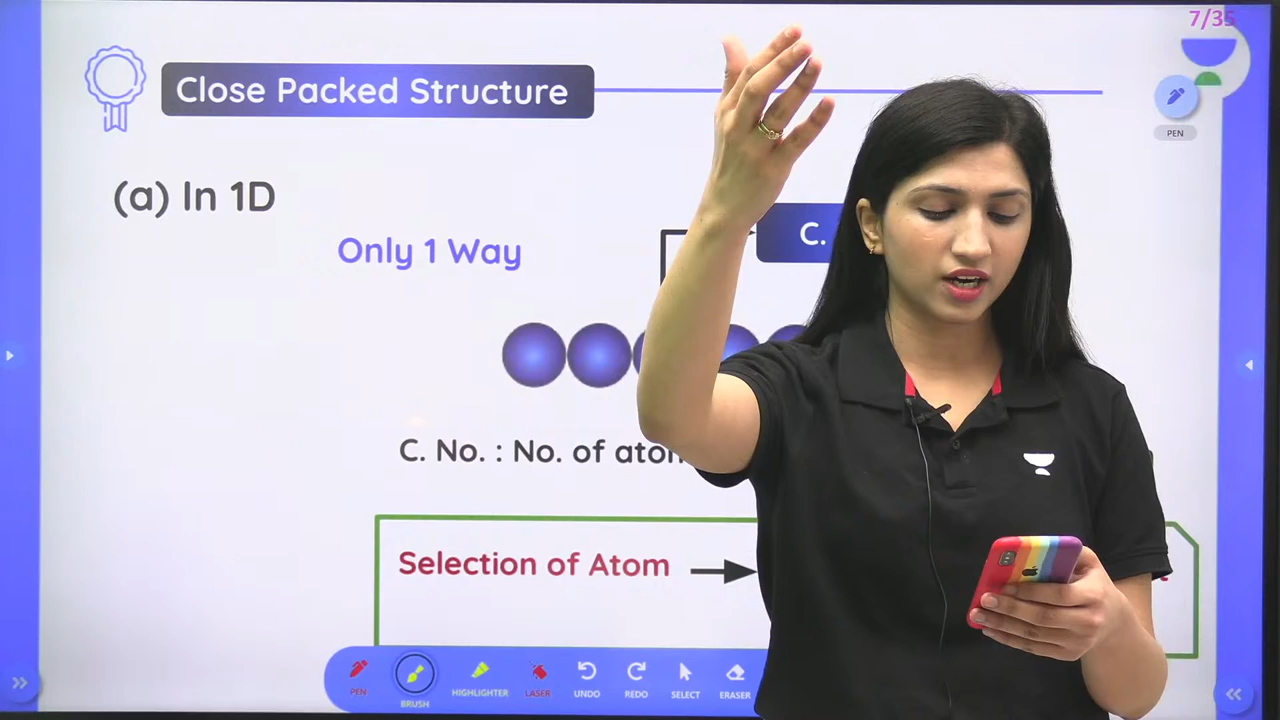 7/35
Close Packed Structure
PEN
(a) In 1D
Only 1 Way
C.
C. No. : No. of atom
Selection of Atom
PEN
BRUSH
HIGHLIGHTER
LASER
UNDO
REDO
SELECT
ERASER